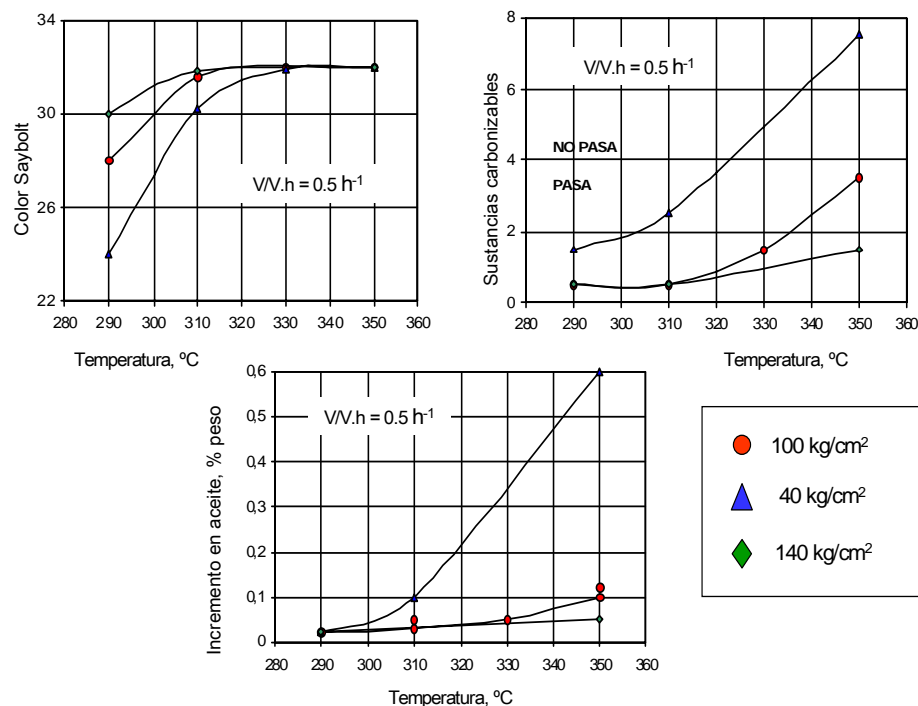 34
30
26
22
Color Saybolt
V/V.h = 0.5 h-1
280 290 300 310 320 330 340 350 360
Temperatura, ºC
8
6
4
2
0
Sustancias carbonizables
V/V.h = 0.5 h-1
NO PASA
PASA
280 290 300 310 320 330 340 350 360
Temperatura, ºC
0,6
0,5
0,4
0,3
0,2
0,1
0
Incremento en aceite, % peso
V/V.h = 0.5 h-1
280 290 300 310 320 330 340 350 360
Temperatura, ºC
100 kg/cm2
40 kg/cm2
140 kg/cm2